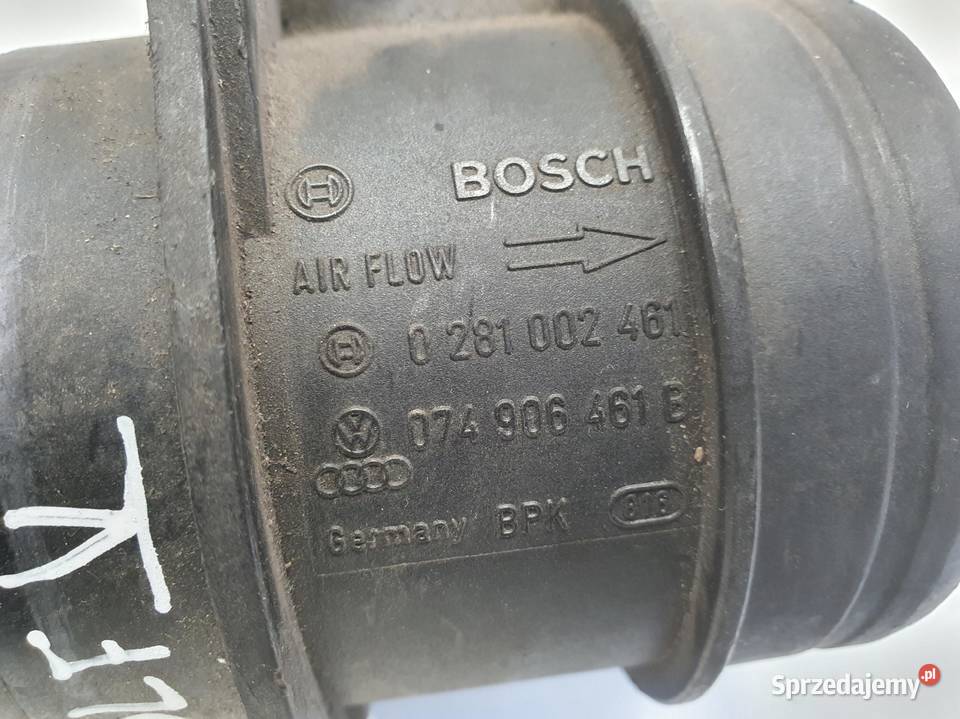 BOSCH
AIR FLOW
0 281 002 461
074 906 461 B
Germany BPK
Sprzedajemy.pl